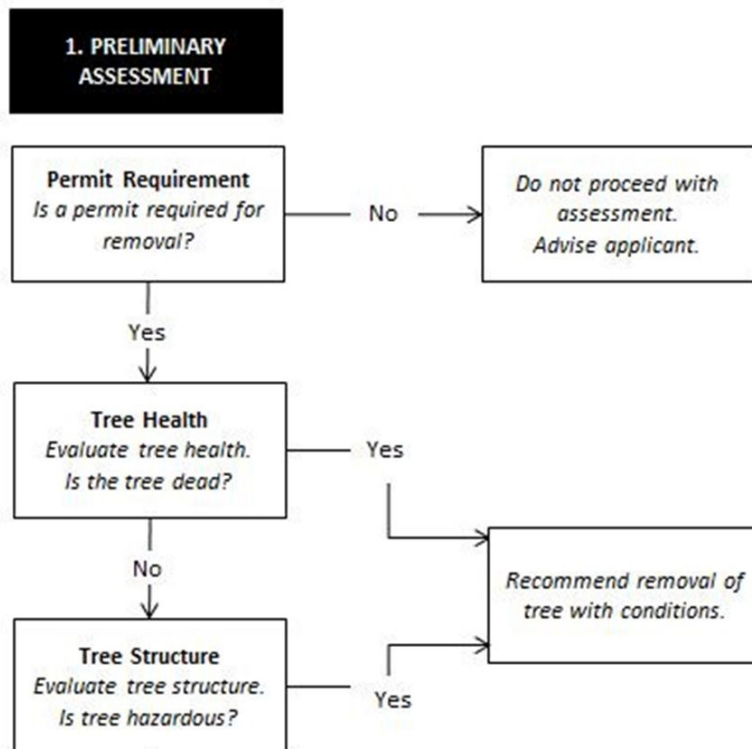 1. PRELIMINARY
ASSESSMENT
Permit Requirement
Is a permit required for
removal?
No
Do not proceed with
assessment.
Advise applicant.
Yes
Tree Health
Evaluate tree health.
Is the tree dead?
Yes
No
Recommend removal of
tree with conditions.
Tree Structure
Evaluate tree structure.
Is tree hazardous?
Yes